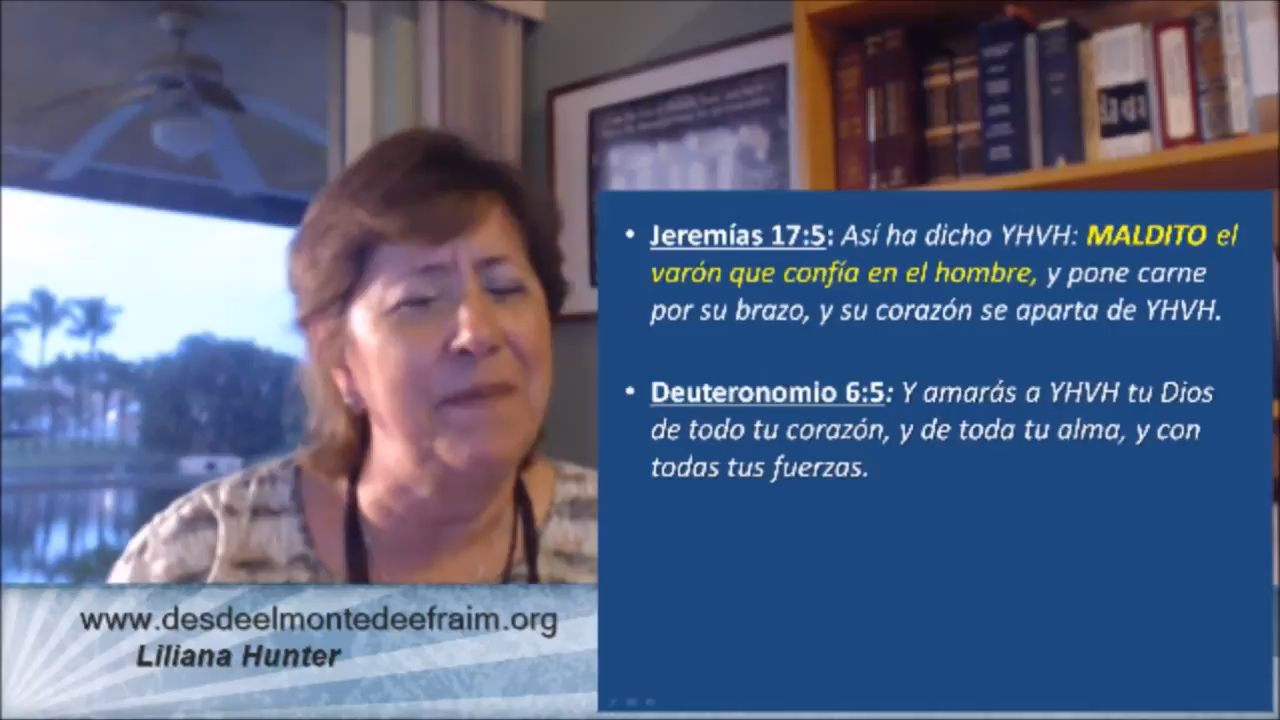 • Jeremías 17:5: Así ha dicho YHVH: MALDITO el
varón que confía en el hombre, y pone carne
por su brazo, y su corazón se aparta de YHVH.
• Deuteronomio 6:5: Y amarás a YHVH tu Dios
de todo tu corazón, y de toda tu alma, y con
todas tus fuerzas.
www.desdeelmontedeefraim.org
Liliana Hunter